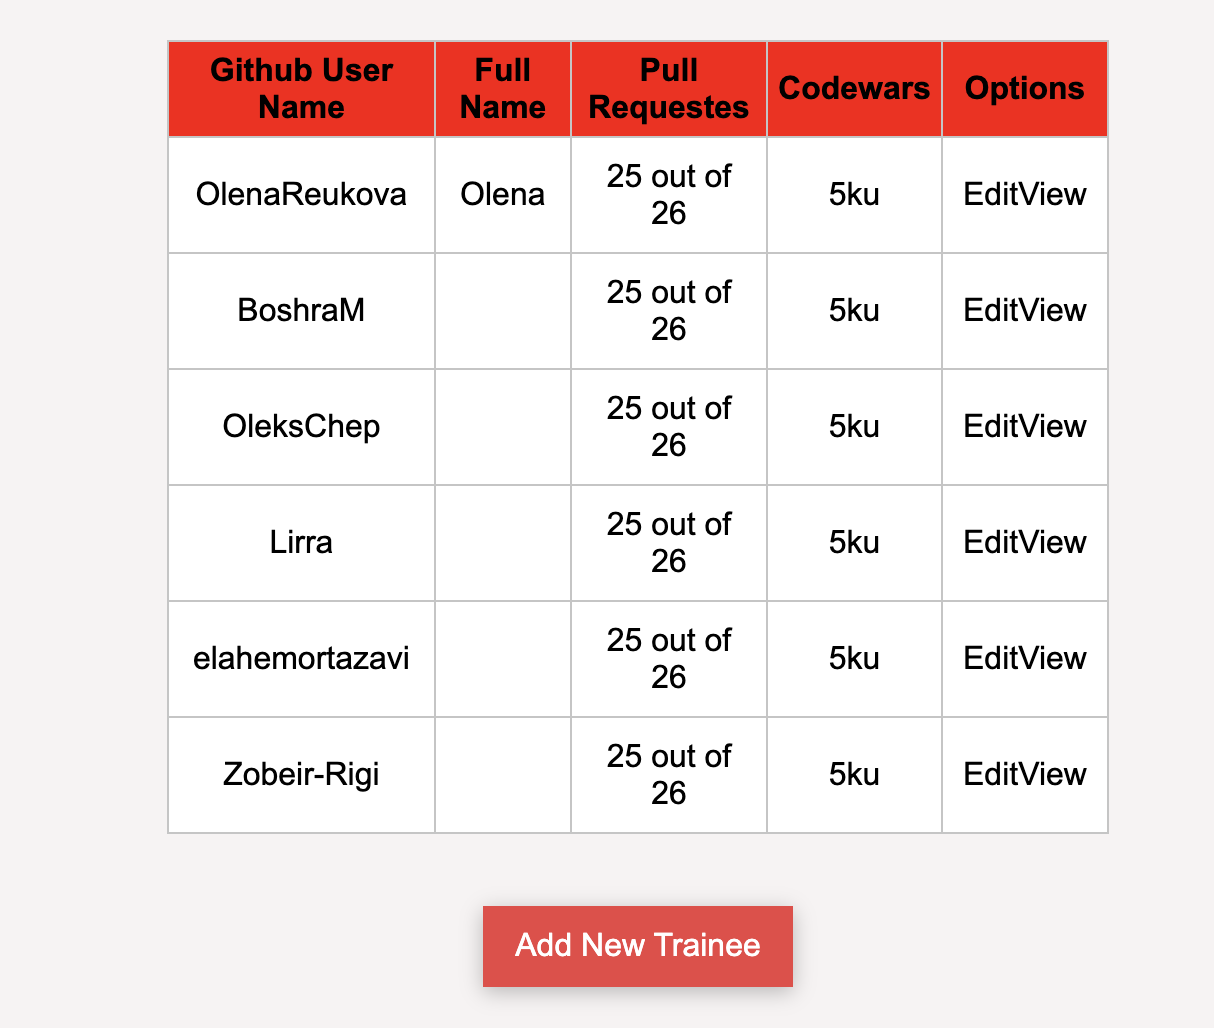 Github User Name Full Name Pull Requestes Codewars Options
OlenaReukova Olena 25 out of 26 5ku EditView
BoshraM 25 out of 26 5ku EditView
OleksChep 25 out of 26 5ku EditView
Lirra 25 out of 26 5ku EditView
elahemortazavi 25 out of 26 5ku EditView
Zobeir-Rigi 25 out of 26 5ku EditView
Add New Trainee